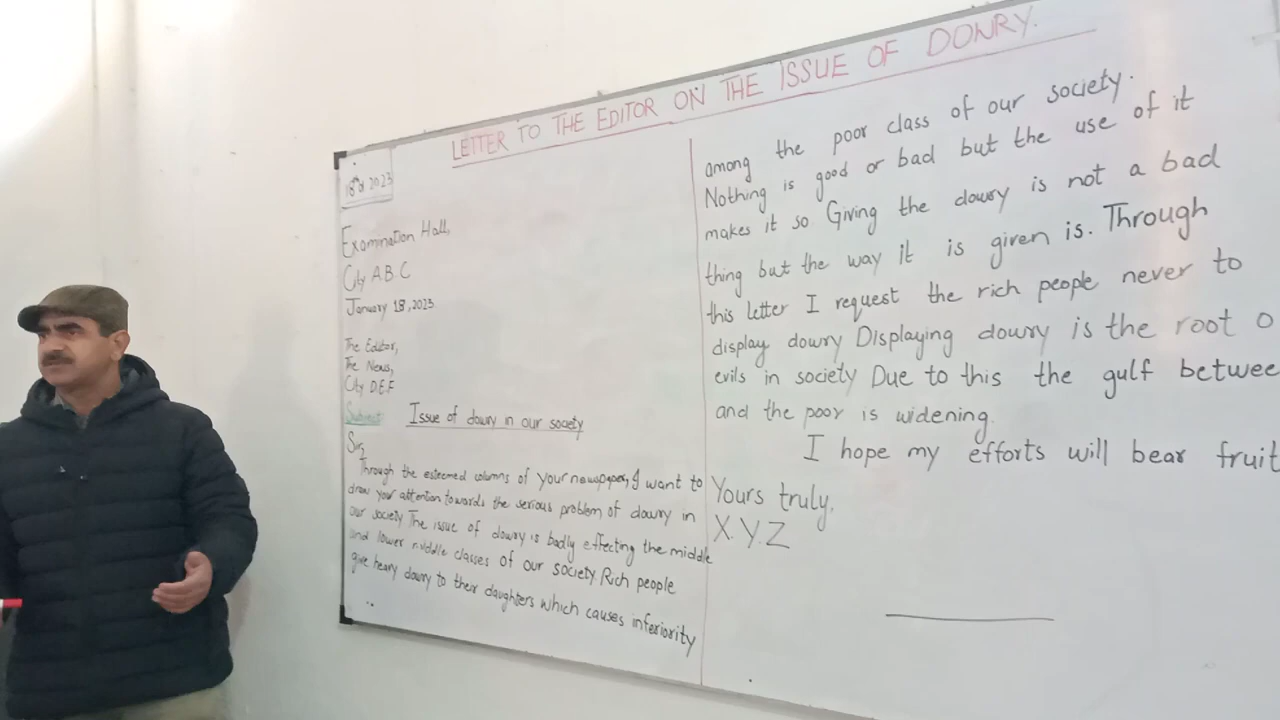 LETTER TO THE EDITOR ON THE ISSUE OF DOWRY.
18th 2023
Examination Hall,
City A B C
January 18, 2023
The Editor,
The News,
City D.E.F
Subject: Issue of dowry in our society
Sir,
Through the esteemed columns of your newspaper, I want to
draw your attention towards the serious problem of dowry in
our society The issue of dowry is badly effecting the middle
and lower middle classes of our society. Rich people
give heavy dowry to their daughters which causes inferiority
among the poor class of our society.
Nothing is good or bad but the use of it
makes it so. Giving the dowry is not a bad
thing but the way it is given is. Through
this letter I request the rich people never to
display dowry Displaying dowry is the root o
evils in society Due to this the gulf betwee
and the poor is widening.
I hope my efforts will bear fruit
Yours truly,
X.Y.Z